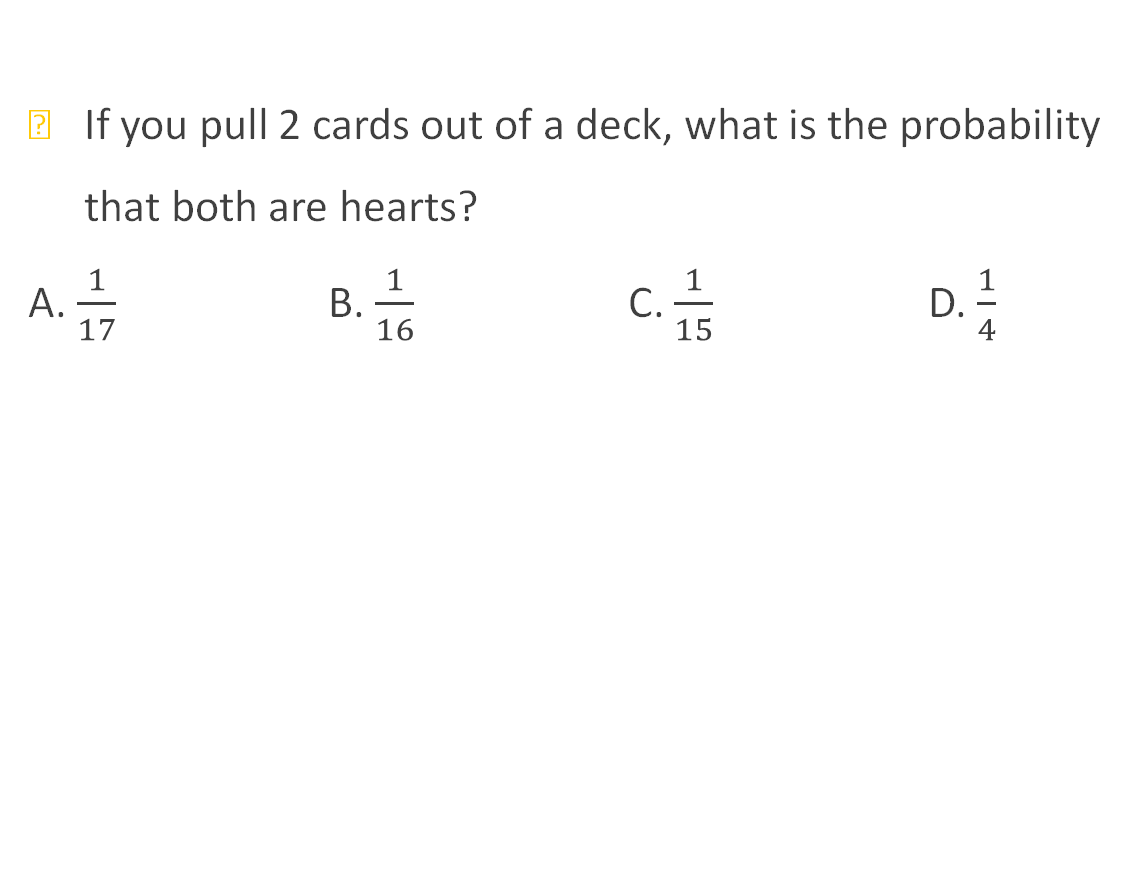 If you pull 2 cards out of a deck, what is the probability
that both are hearts?
A. 1/17 B. 1/16 C. 1/15 D. 1/4